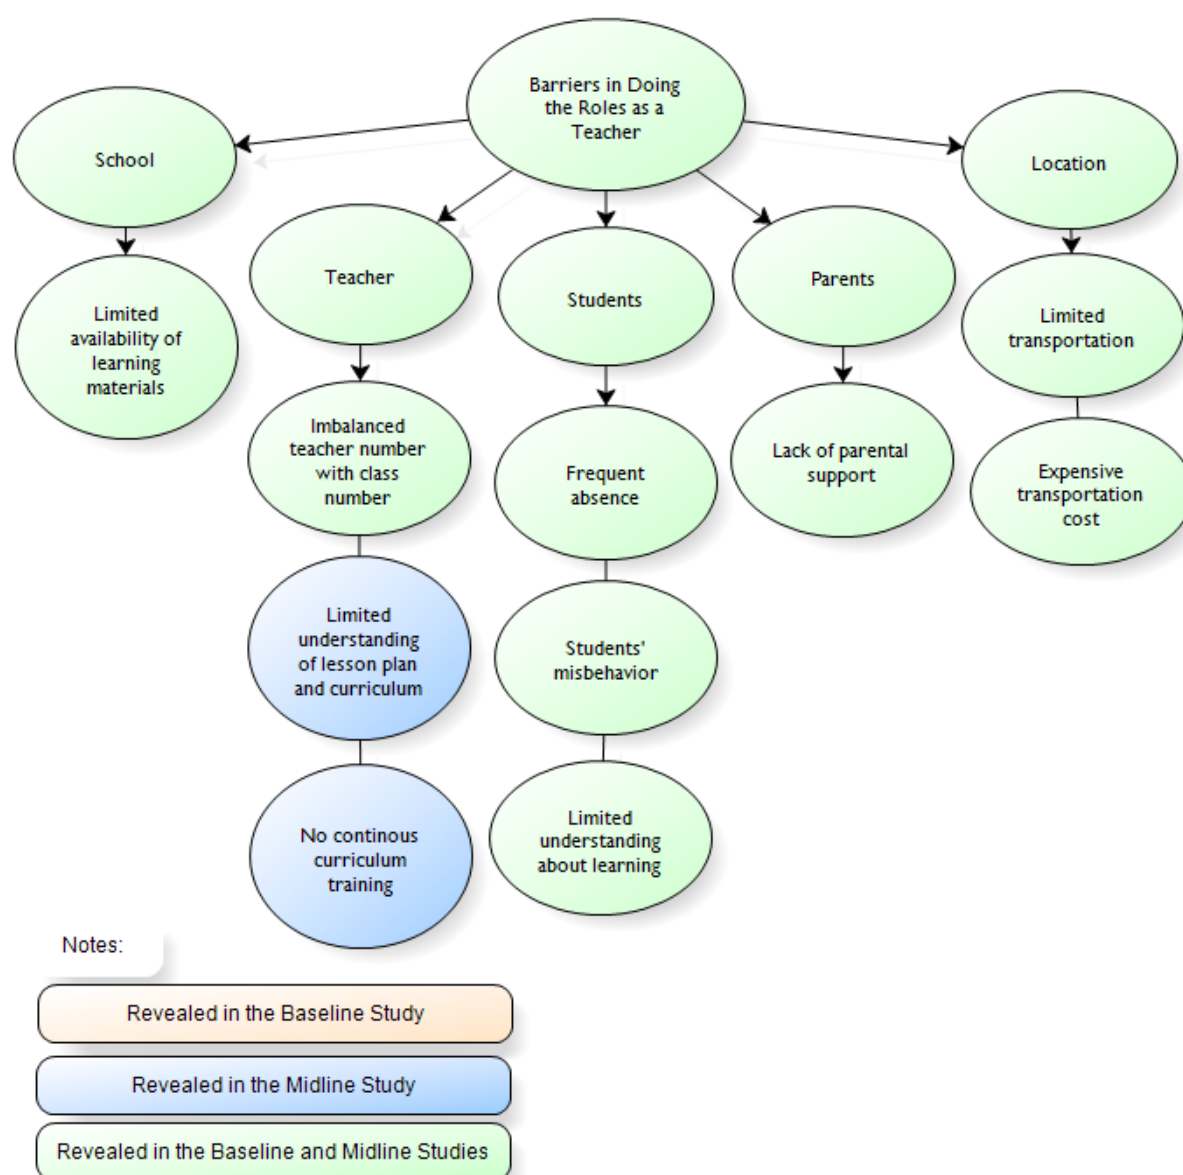 Barriers in Doing
the Roles as a
Teacher
School
Location
Teacher
Students
Parents
Limited
availability of
learning
materials
Limited
transportation
Imbalanced
teacher number
with class
number
Frequent
absence
Lack of parental
support
Expensive
transportation
cost
Limited
understanding
of lesson plan
and curriculum
Students'
misbehavior
No continous
curriculum
training
Limited
understanding
about learning
Notes:
Revealed in the Baseline Study
Revealed in the Midline Study
Revealed in the Baseline and Midline Studies